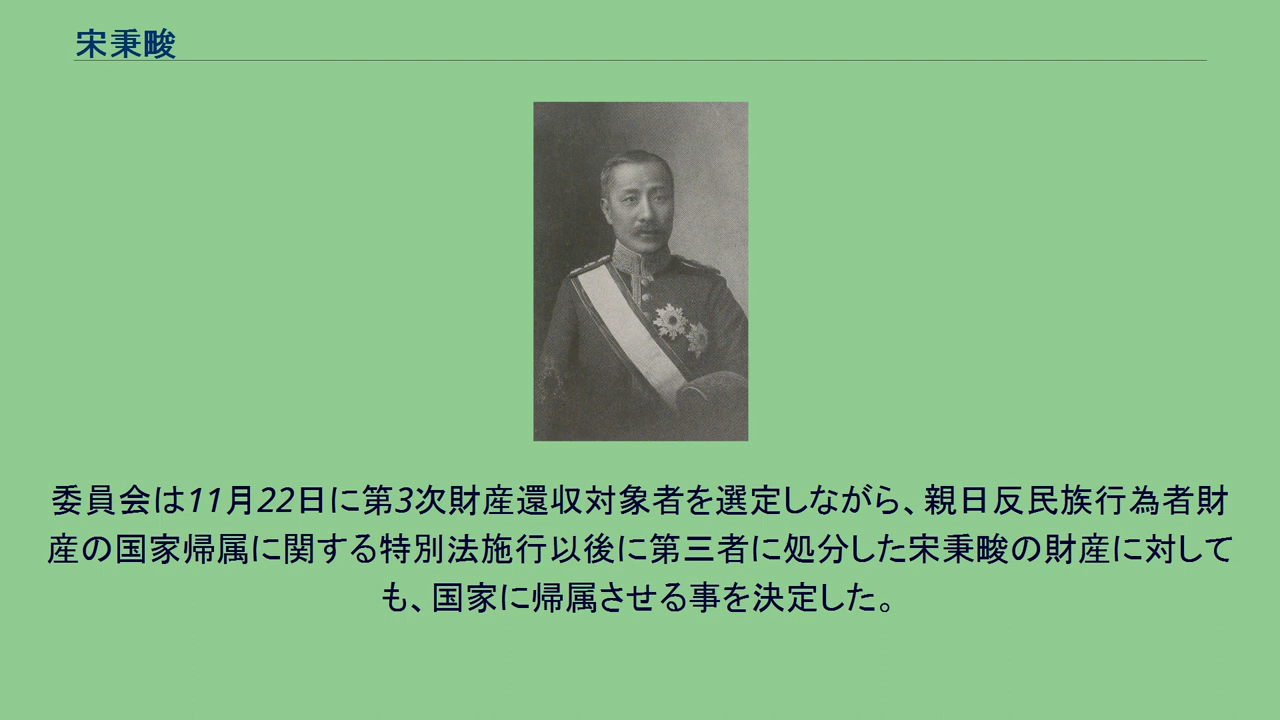 宋秉畯
委員会は11月22日に第3次財産還収対象者を選定しながら、親日反民族行為者財
産の国家帰属に関する特別法施行以後に第三者に処分した宋秉畯の財産に対して
も、国家に帰属させる事を決定した。